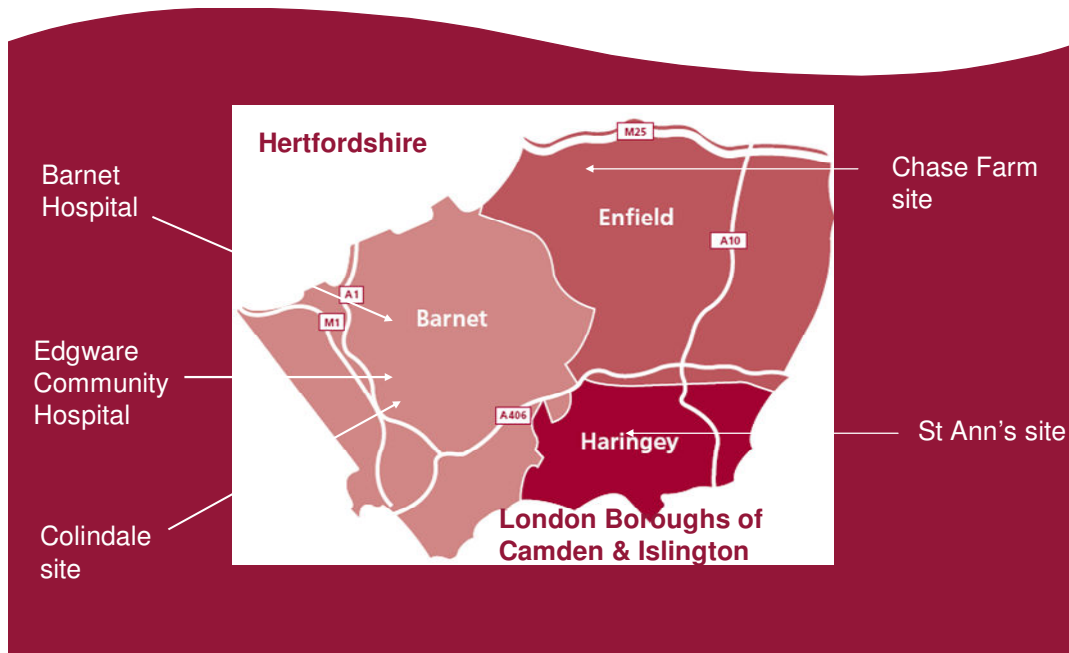 Hertfordshire
M25
Barnet
Hospital
Chase Farm
site
Enfield
A10
A1
M1
Barnet
Edgware
Community
Hospital
A406
Haringey
St Ann's site
London Boroughs of
Camden & Islington
Colindale
site